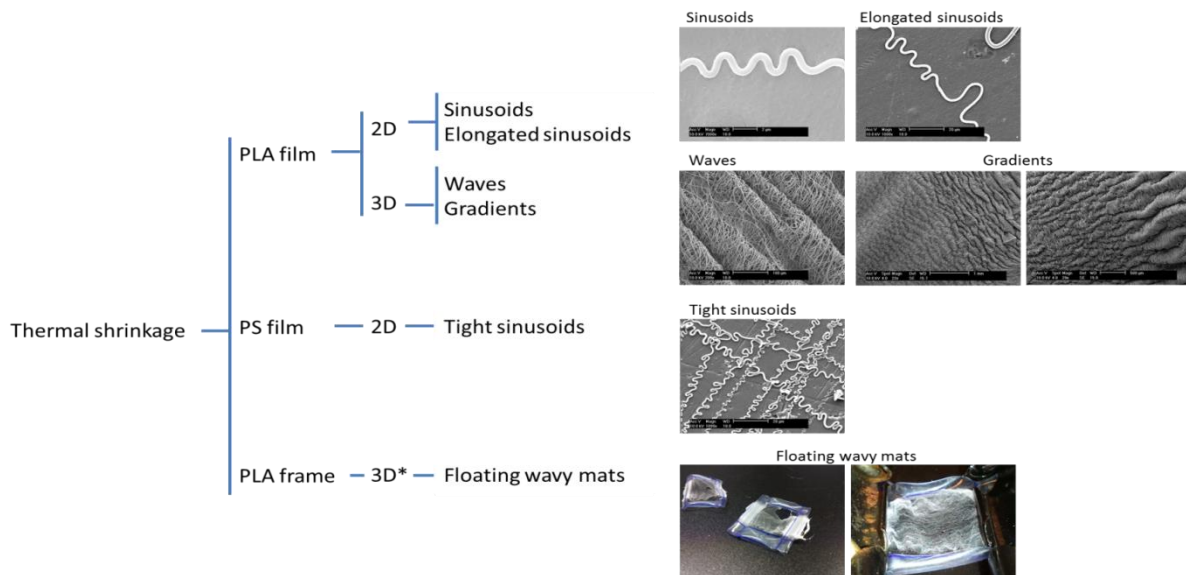 Thermal shrinkage
PLA film
2D
Sinusoids
Elongated sinusoids
3D
Waves
Gradients
PS film
2D
Tight sinusoids
PLA frame
3D*
Floating wavy mats
Sinusoids
Elongated sinusoids
Waves
Gradients
Tight sinusoids
Floating wavy mats